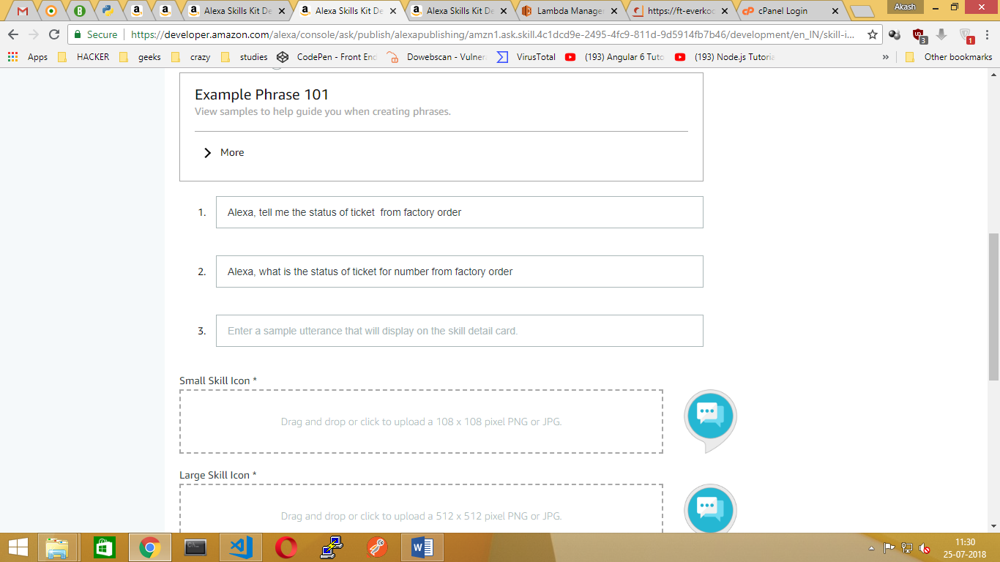 Akash
Alexa Skills Kit De
Alexa Skills Kit De
Alexa Skills Kit De
Lambda Manage
https://ft-everkoo
cPanel Login
Secure
https://developer.amazon.com/alexa/console/ask/publish/alexapublishing/amzn1.ask.skill.4c1dcd9e-2495-4fc9-811d-9d5914fb7b46/development/en_IN/skill-i...
3
1
Apps
HACKER
geeks
crazy
studies
CodePen - Front End
Dowebscan - Vulner
VirusTotal
(193) Angular 6 Tuto
(193) Node.js Tutoria
»
Other bookmarks
Example Phrase 101
View samples to help guide you when creating phrases.
More
1. Alexa, tell me the status of ticket  from factory order
2. Alexa, what is the status of ticket for number from factory order
3. Enter a sample utterance that will display on the skill detail card.
Small Skill Icon *
Drag and drop or click to upload a 108 x 108 pixel PNG or JPG.
Large Skill Icon *
Drag and drop or click to upload a 512 x 512 pixel PNG or JPG.
11:30
25-07-2018